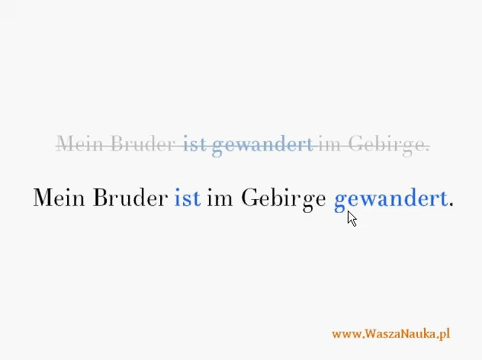 Mein Bruder ist gewandert im Gebirge.
Mein Bruder ist im Gebirge gewandert.
www.WaszaNauka.pl